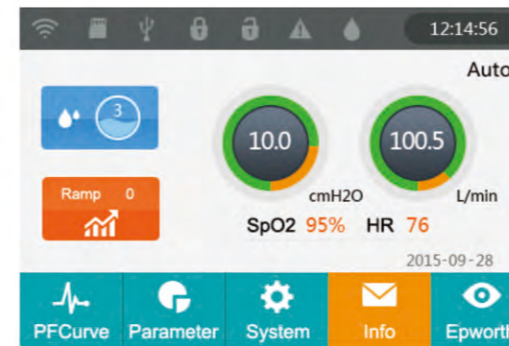 12:14:56
Auto
3
10.0
100.5
Ramp 0
cmH2O
L/min
SpO2 95% HR 76
2015-09-28
PFCurve Parameter System Info Epworth